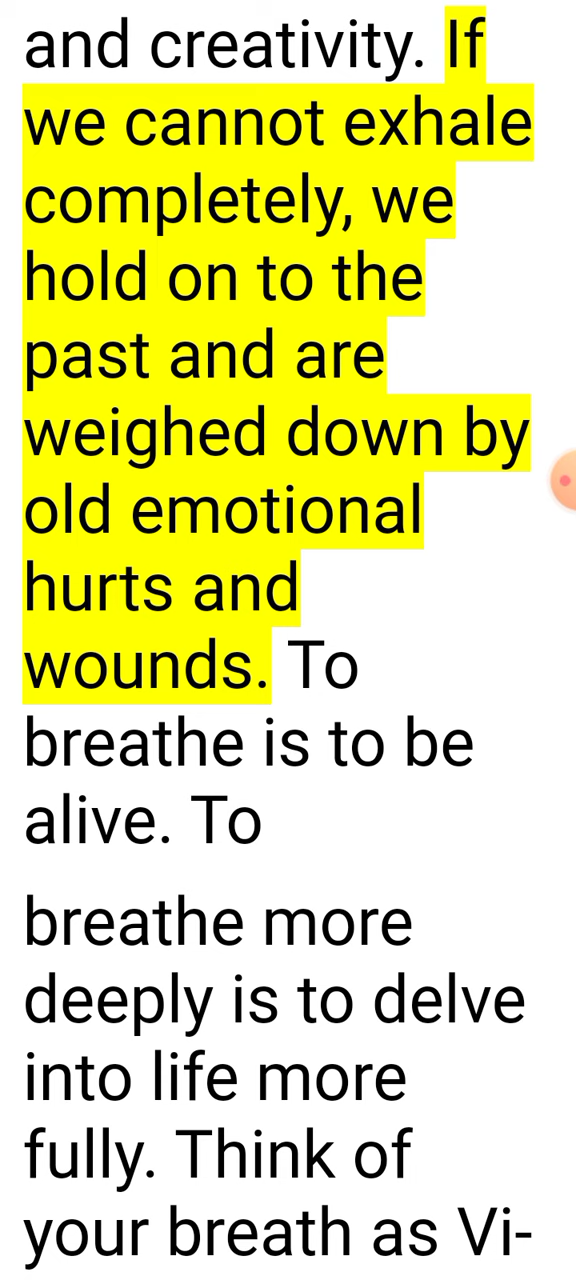 and creativity. If
we cannot exhale
completely, we
hold on to the
past and are
weighed down by
old emotional
hurts and
wounds. To
breathe is to be
alive. To
breathe more
deeply is to delve
into life more
fully. Think of
your breath as Vi-